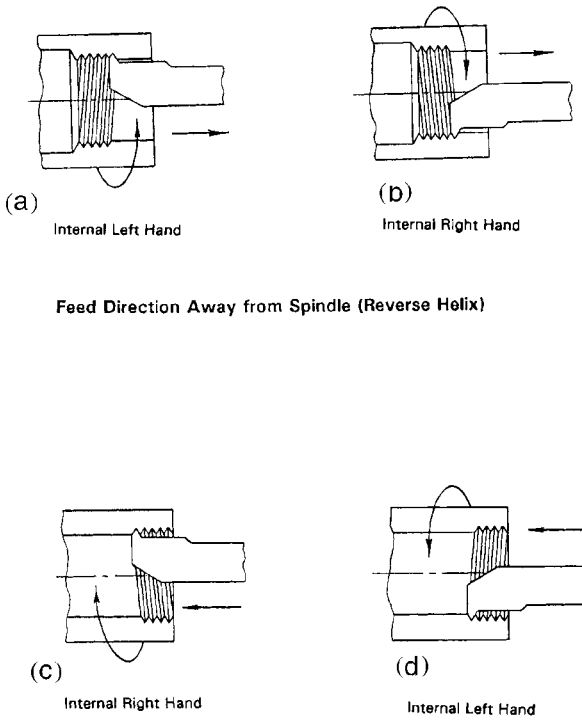 (a)
Internal Left Hand
(b)
Internal Right Hand
Feed Direction Away from Spindle (Reverse Helix)
(c)
Internal Right Hand
(d)
Internal Left Hand